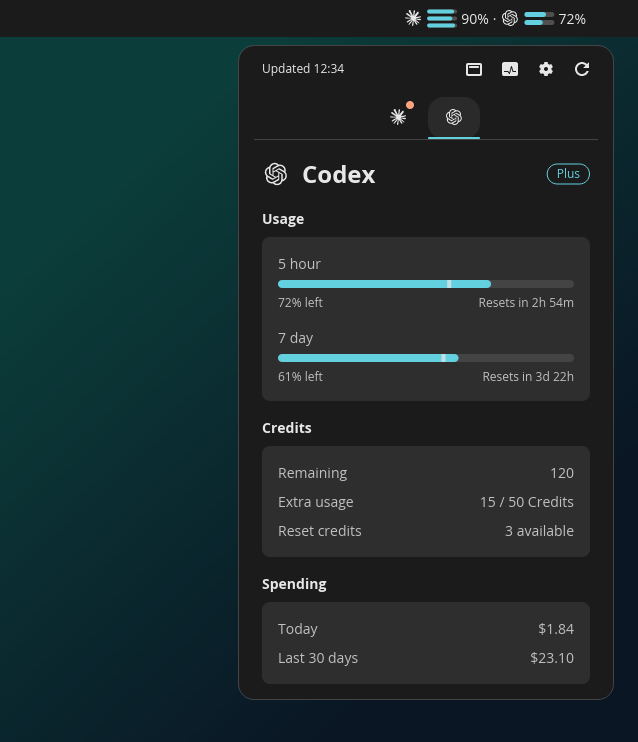 90% · 72%
Updated 12:34
Codex
Plus
Usage
5 hour
72% left
Resets in 2h 54m
7 day
61% left
Resets in 3d 22h
Credits
Remaining
120
Extra usage
15 / 50 Credits
Reset credits
3 available
Spending
Today
$1.84
Last 30 days
$23.10